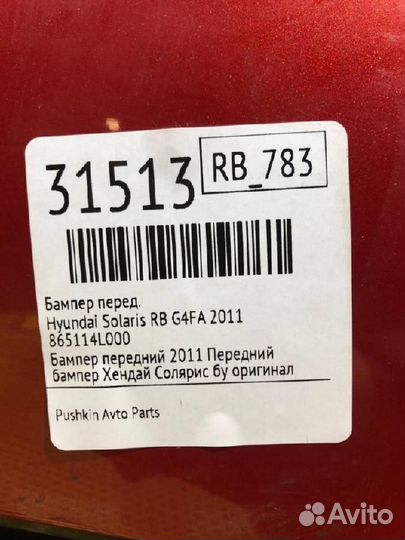 31513
RB_783
Бампер перед.
Hyundai Solaris RB G4FA 2011
865114L000
Бампер передний 2011 Передний
бампер Хендай Солярис бу оригинал
Pushkin Avto Parts
Avito